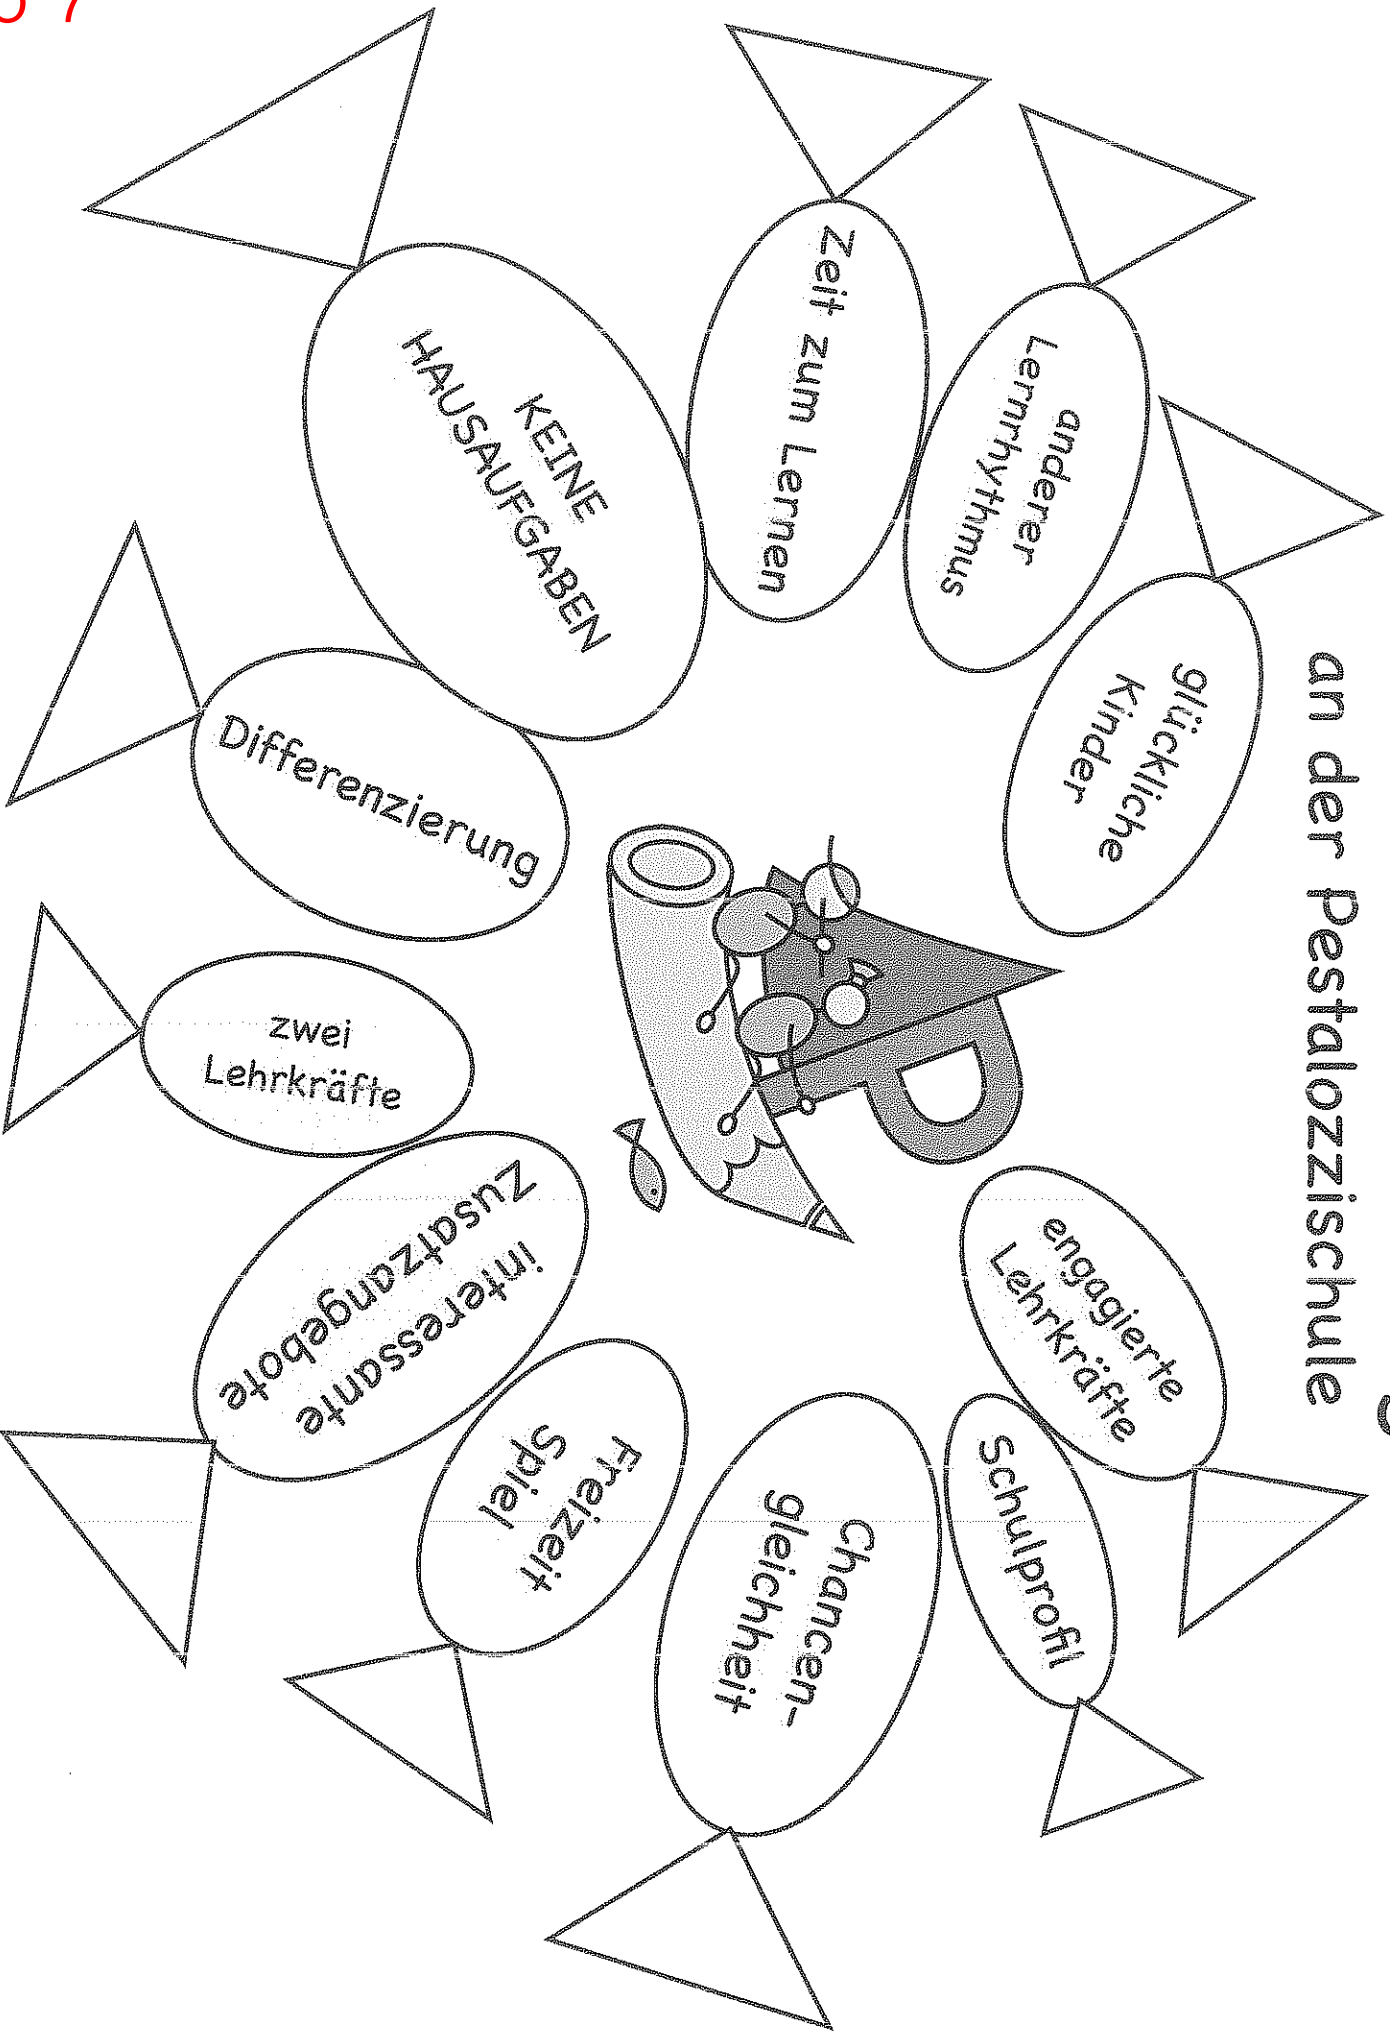 an der Pestalozzischule
glückliche
Kinder
anderer
Lernrhythmus
Zeit zum Lernen
KEINE
HAUSAUFGABEN
Differenzierung
zwei
Lehrkräfte
interessante
Zusatzangebote
Freizeit
Spiel
Chancen-
gleichheit
Schulprofil
engagierte
Lehrkräfte